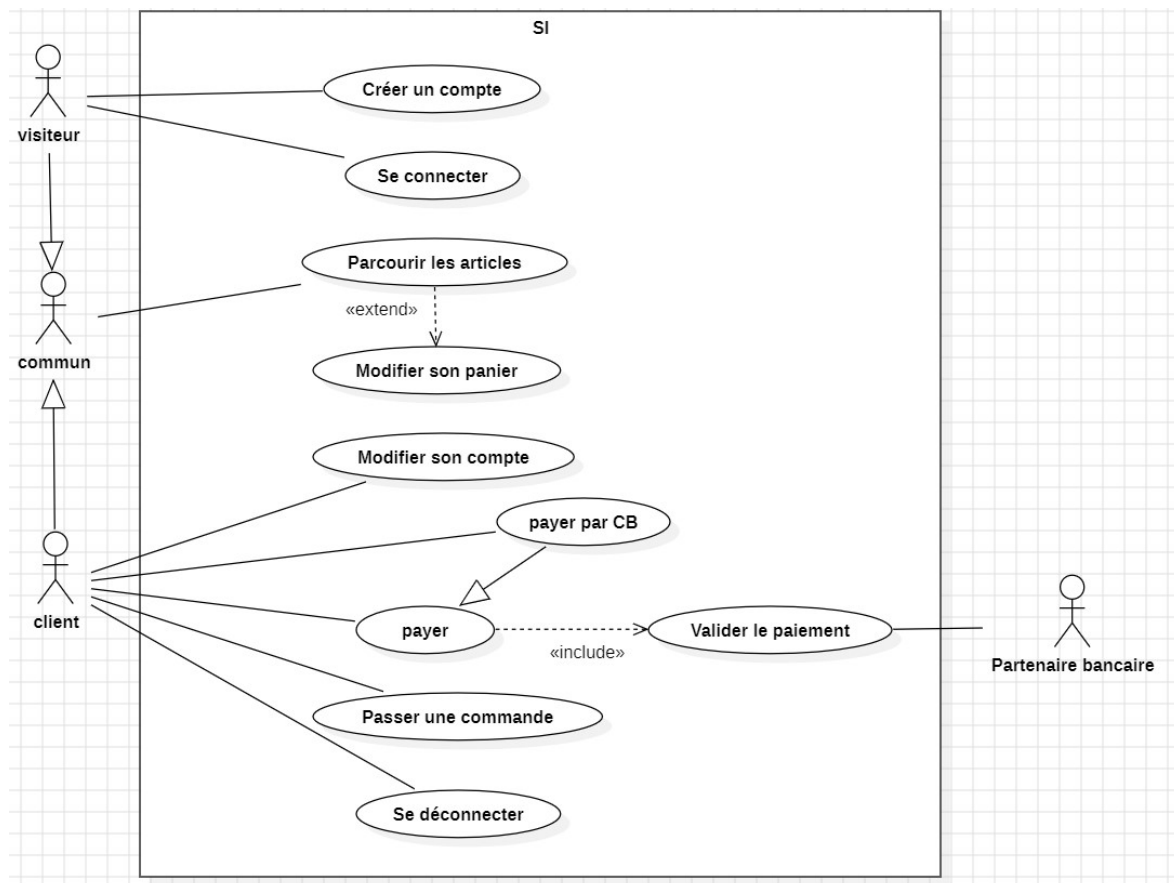 SI
Créer un compte
visiteur
Se connecter
Parcourir les articles
«extend»
commun
Modifier son panier
Modifier son compte
payer par CB
client
payer
«include»
Valider le paiement
Partenaire bancaire
Passer une commande
Se déconnecter